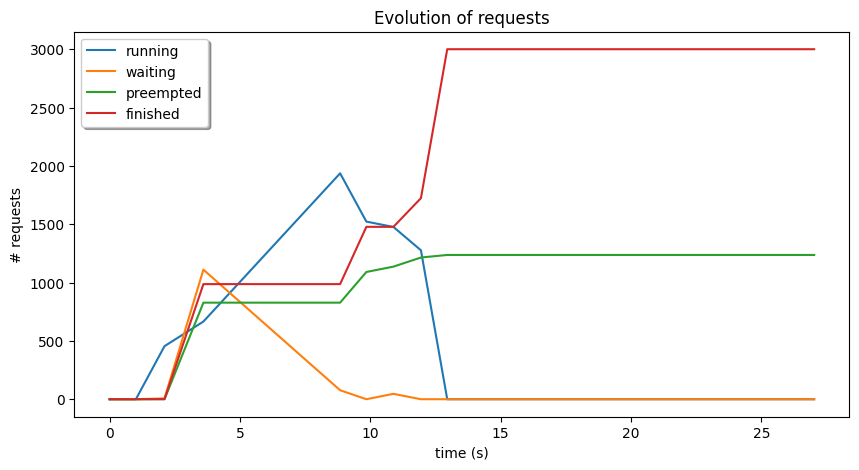 Evolution of requests
running
waiting
preempted
finished
3000
2500
2000
1500
1000
500
0
# requests
0 5 10 15 20 25
time (s)